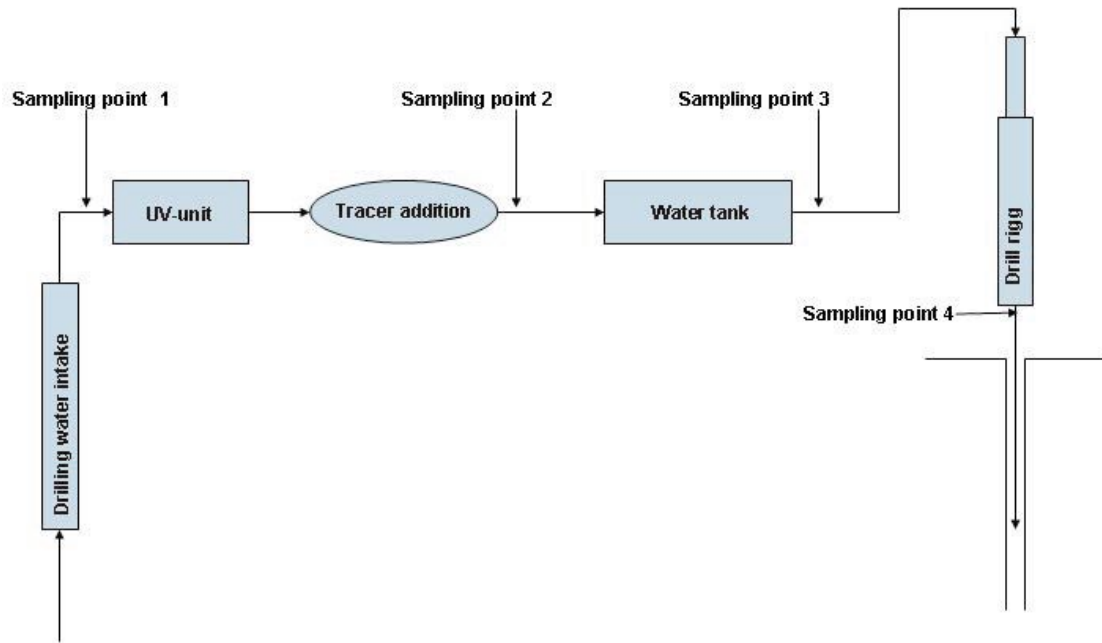 Sampling point 1
Sampling point 2
Sampling point 3
UV-unit
Tracer addition
Water tank
Drill rigg
Sampling point 4
Drilling water intake